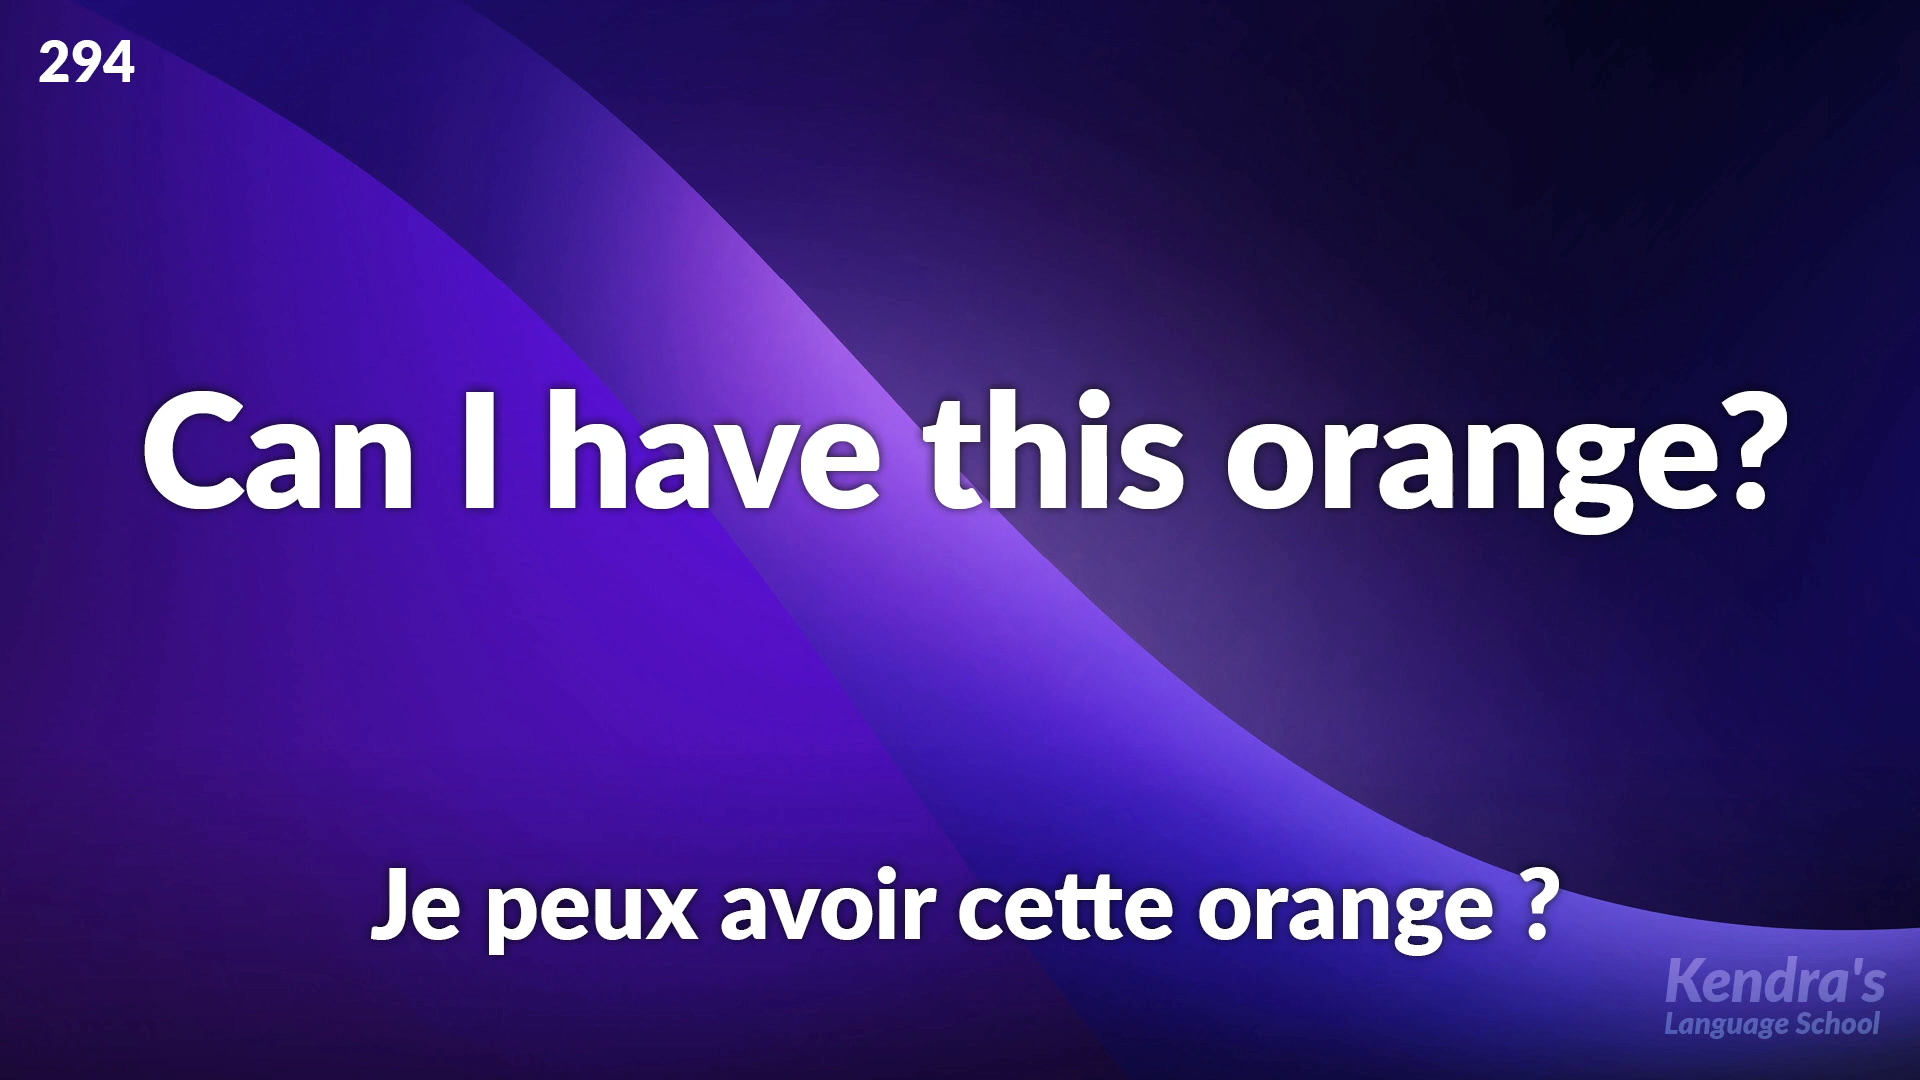 294
Can I have this orange?
Je peux avoir cette orange ?
Kendra's
Language School